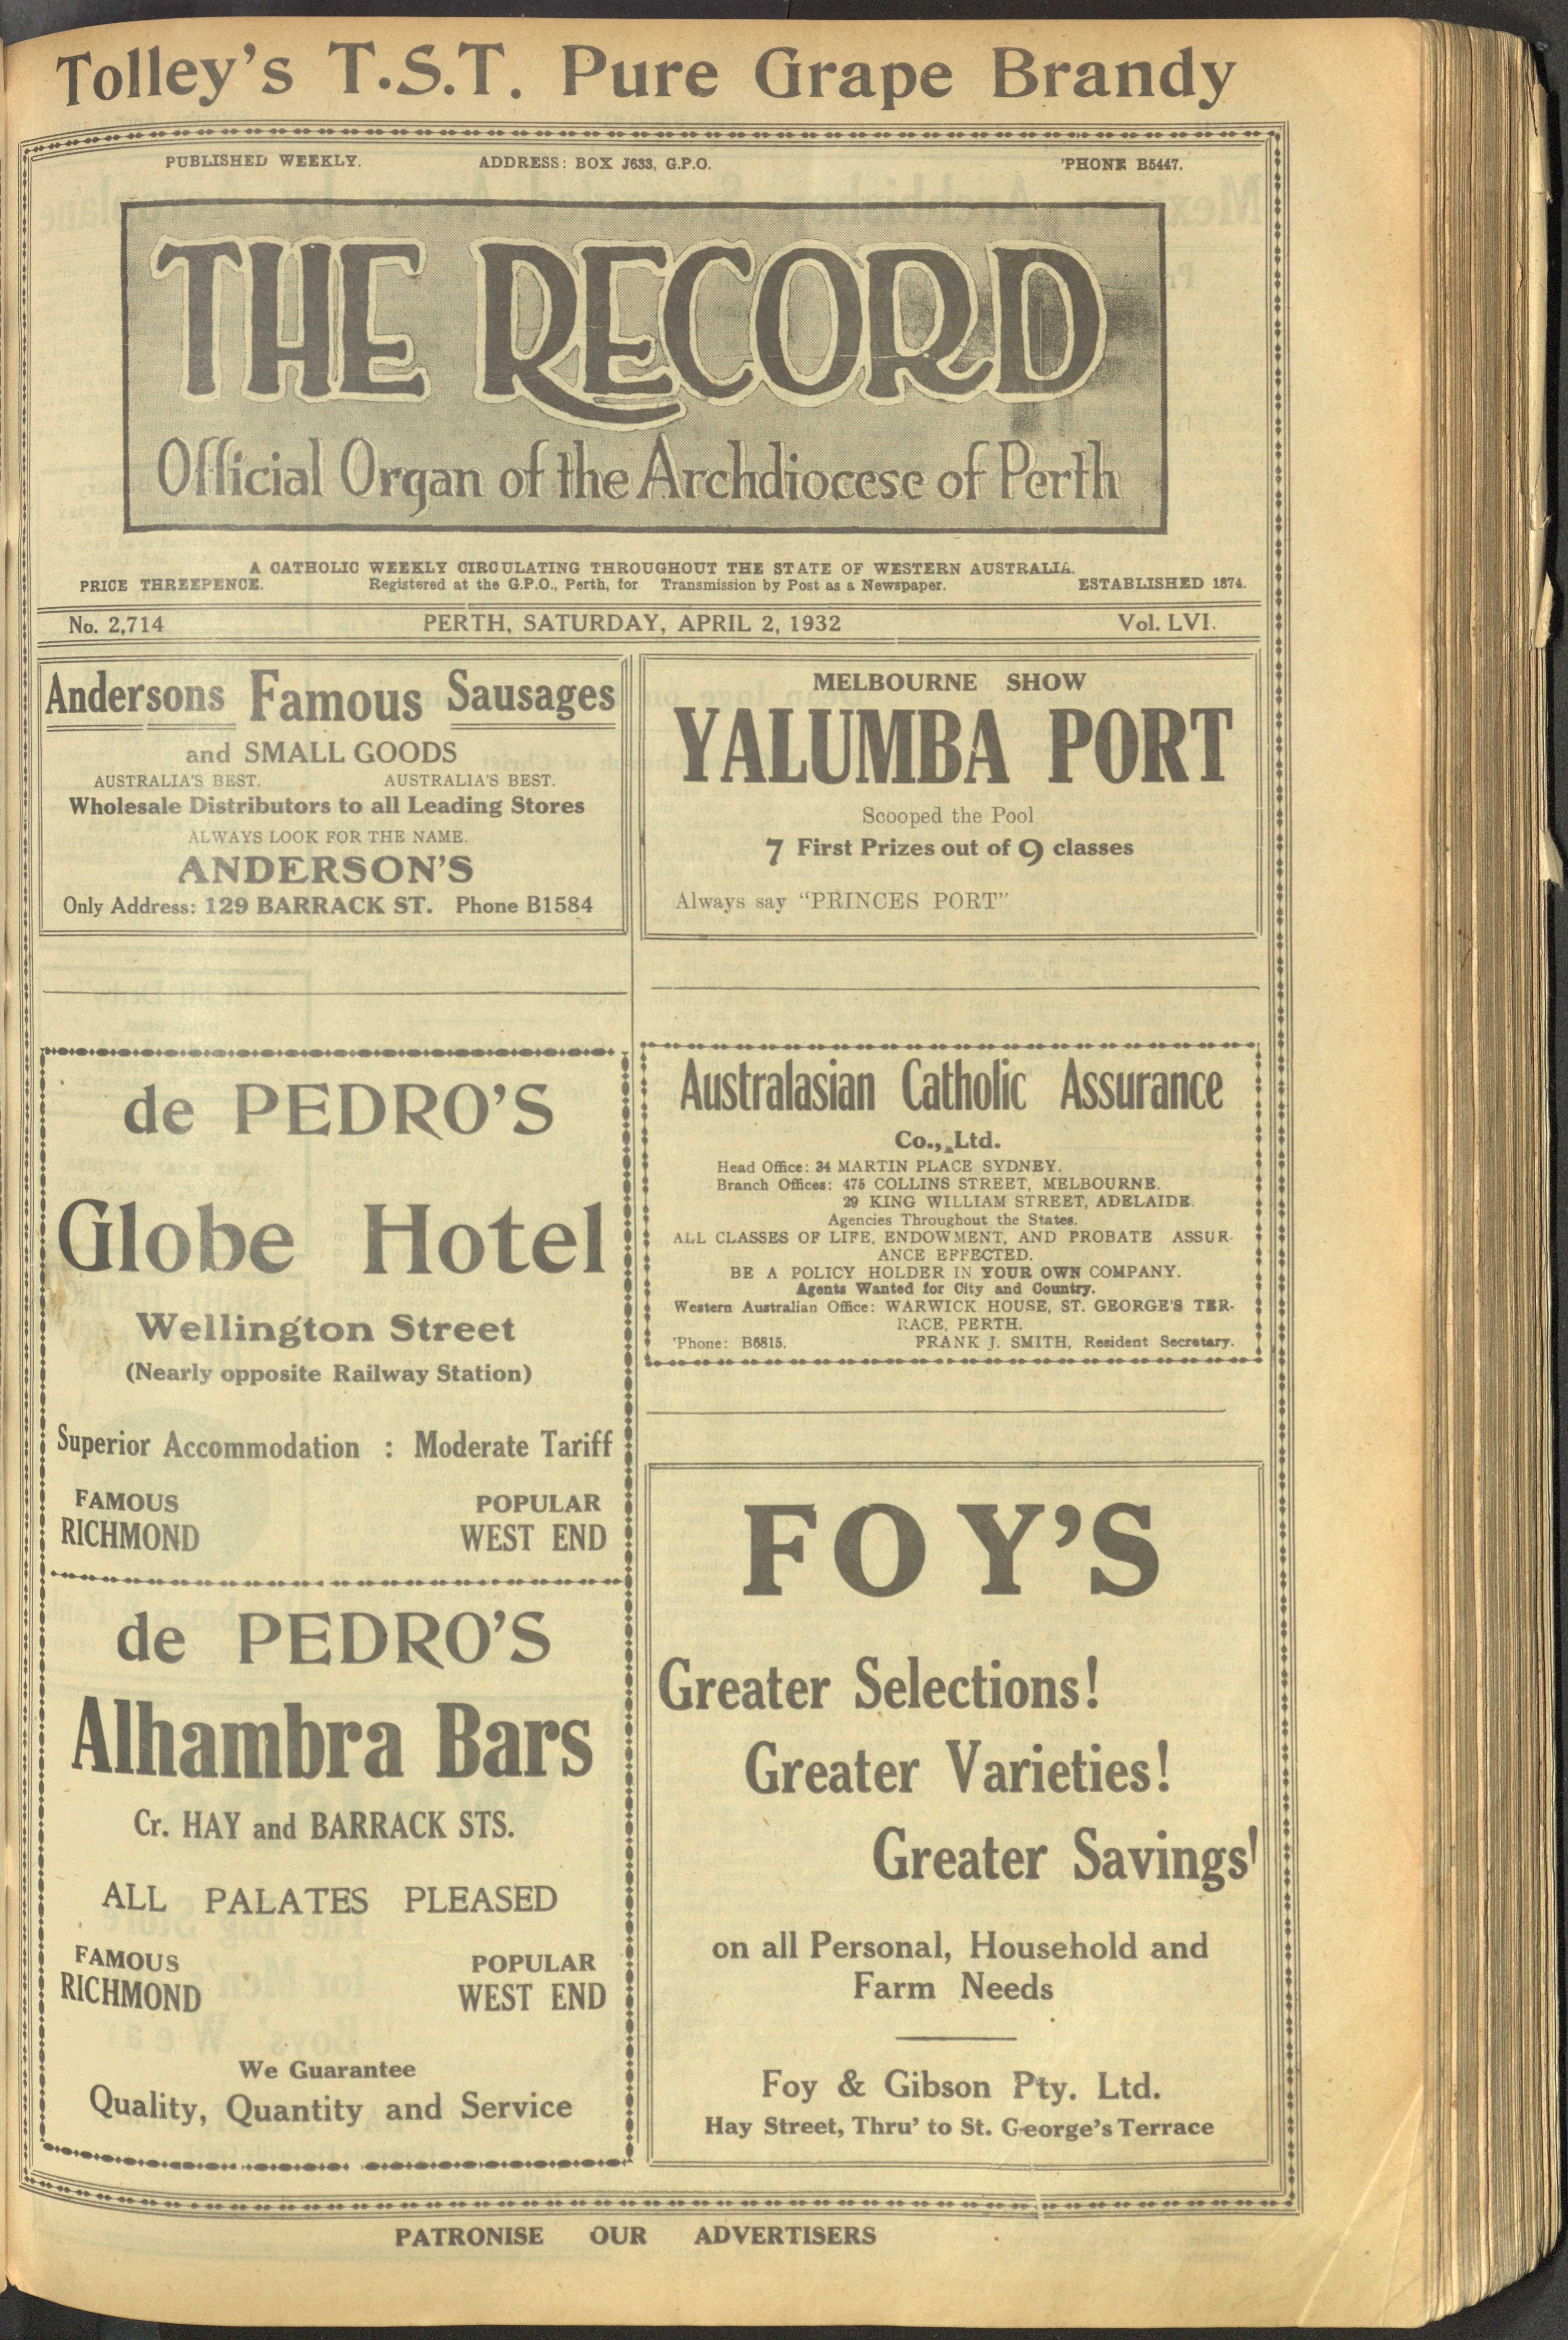 Tolley's T.S.T. Pure Grape Brandy
PUBLISHED WEEKLY. ADDRESS: BOX J633, G.P.O. 'PHONE B5447.
THE RECORD
Official Organ of the Archdiocese of Perth
A CATHOLIC WEEKLY CIRCULATING THROUGHOUT THE STATE OF WESTERN AUSTRALIA.
PRICE THREEPENCE. Registered at the G.P.O., Perth, for Transmission by Post as a Newspaper. ESTABLISHED 1874.
No. 2,714 PERTH, SATURDAY, APRIL 2, 1932 Vol. LVI.
Andersons Famous Sausages
and SMALL GOODS
AUSTRALIA'S BEST. AUSTRALIA'S BEST.
Wholesale Distributors to all Leading Stores
ALWAYS LOOK FOR THE NAME.
ANDERSON'S
Only Address: 129 BARRACK ST. Phone B1584
MELBOURNE SHOW
YALUMBA PORT
Scooped the Pool
7 First Prizes out of 9 classes
Always say "PRINCES PORT"
de PEDRO'S
Globe Hotel
Wellington Street
(Nearly opposite Railway Station)
Superior Accommodation : Moderate Tariff
FAMOUS POPULAR
RICHMOND WEST END
de PEDRO'S
Alhambra Bars
Cr. HAY and BARRACK STS.
ALL PALATES PLEASED
FAMOUS POPULAR
RICHMOND WEST END
We Guarantee
Quality, Quantity and Service
Australasian Catholic Assurance
Co., Ltd.
Head Office: 34 MARTIN PLACE SYDNEY.
Branch Offices: 475 COLLINS STREET, MELBOURNE.
29 KING WILLIAM STREET, ADELAIDE.
Agencies Throughout the States.
ALL CLASSES OF LIFE, ENDOWMENT, AND PROBATE ASSUR-
ANCE EFFECTED.
BE A POLICY HOLDER IN YOUR OWN COMPANY.
Agents Wanted for City and Country.
Western Australian Office: WARWICK HOUSE, ST. GEORGE'S TER-
RACE, PERTH.
'Phone: B6815. FRANK J. SMITH, Resident Secretary.
FOY'S
Greater Selections!
Greater Varieties!
Greater Savings!
on all Personal, Household and
Farm Needs
Foy & Gibson Pty. Ltd.
Hay Street, Thru' to St. George's Terrace
PATRONISE OUR ADVERTISERS